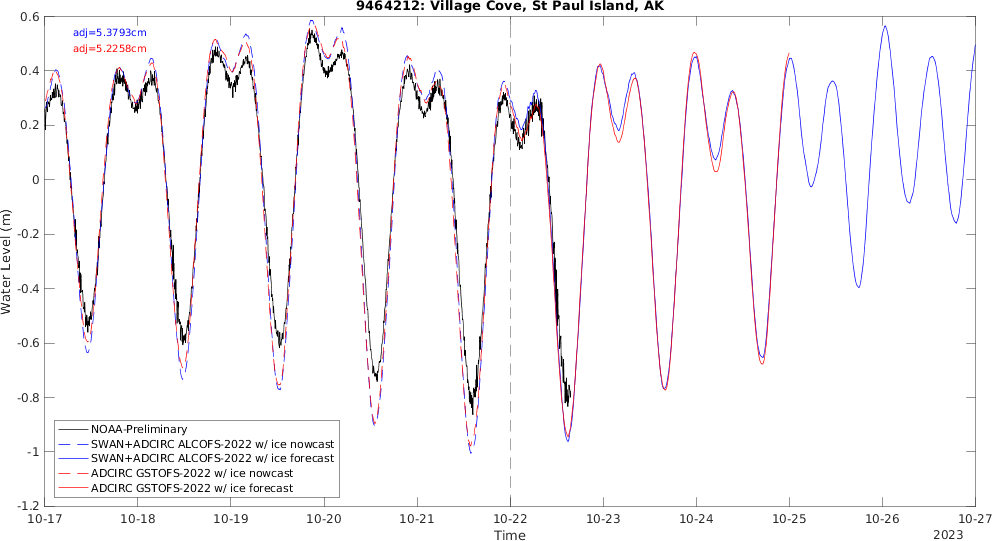 9464212: Village Cove, St Paul Island, AK
adj=5.3793cm
adj=5.2258cm
0.6
0.4
0.2
0
-0.2
-0.4
-0.6
-0.8
-1
-1.2
Water Level (m)
NOAA-Preliminary
SWAN+ADCIRC ALCOFS-2022 w/ ice nowcast
SWAN+ADCIRC ALCOFS-2022 w/ ice forecast
ADCIRC GSTOFS-2022 w/ ice nowcast
ADCIRC GSTOFS-2022 w/ ice forecast
10-17 10-18 10-19 10-20 10-21 10-22 10-23 10-24 10-25 10-26 10-27
Time
2023